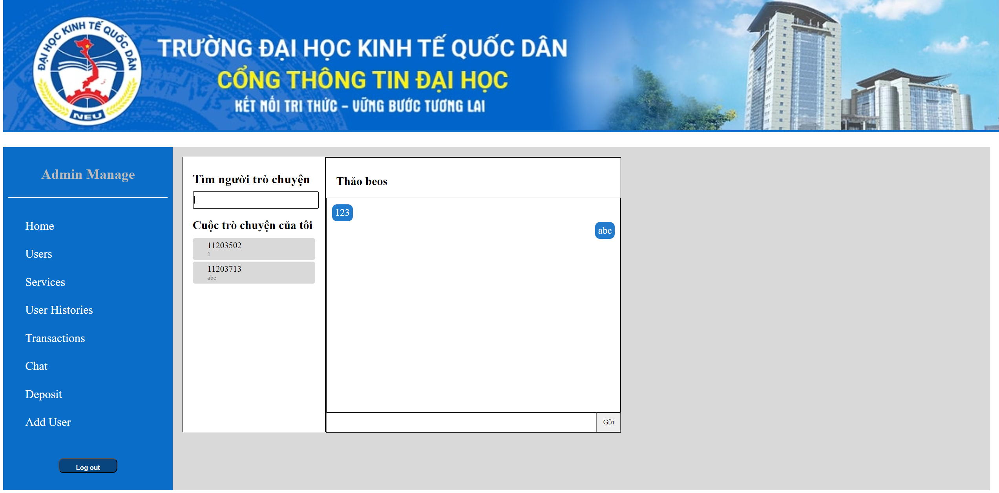 ĐẠI HỌC KINH TẾ QUỐC DÂN
NEU
TRƯỜNG ĐẠI HỌC KINH TẾ QUỐC DÂN
CỔNG THÔNG TIN ĐẠI HỌC
KẾT NỐI TRI THỨC – VỮNG BƯỚC TƯƠNG LAI
Admin Manage
Home
Users
Services
User Histories
Transactions
Chat
Deposit
Add User
Log out
Tìm người trò chuyện
Cuộc trò chuyện của tôi
11203502
1
11203713
abc
Thảo beos
123
abc
Gửi